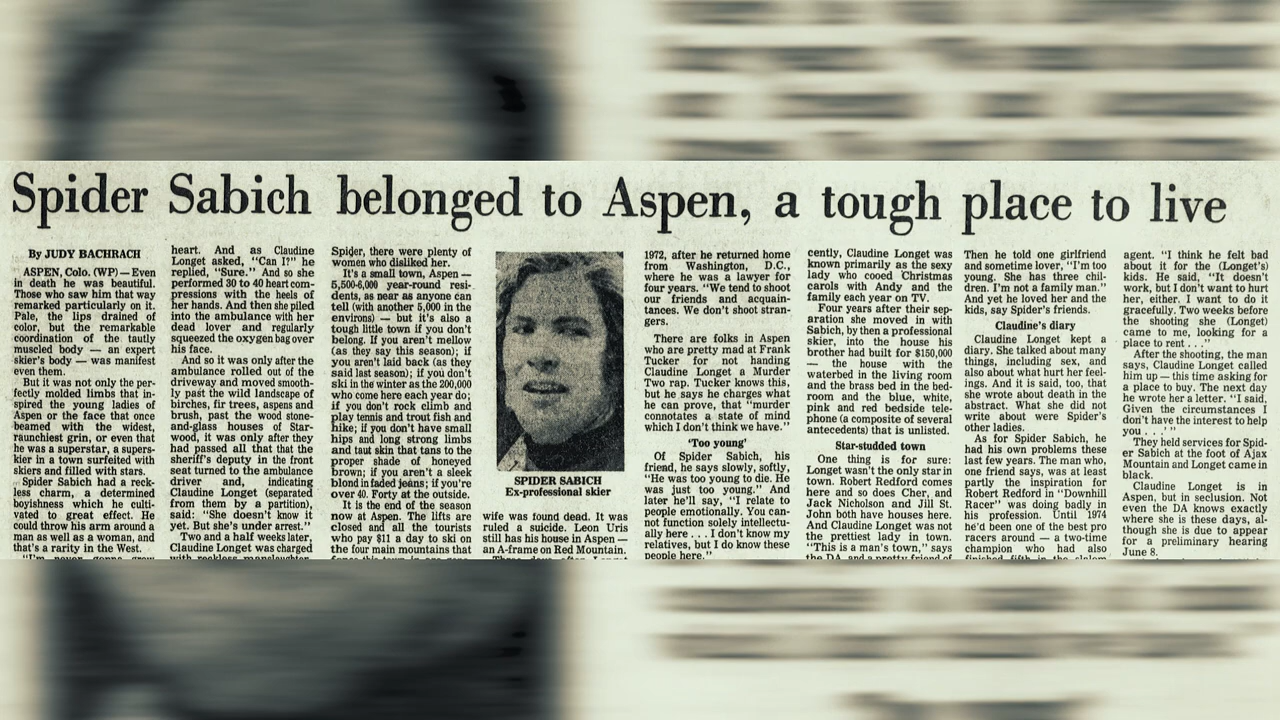 Spider Sabich belonged to Aspen, a tough place to live
By JUDY BACHRACH
ASPEN, Colo. (WP) — Even
in death he was beautiful.
Those who saw him that way
remarked particularly on it.
Pale, the lips drained of
color, but the remarkable
coordination of the tautly
muscled body — an expert
skier's body — was manifest
even them.
But it was not only the per-
fectly molded limbs that in-
spired the young ladies of
Aspen or the face that once
beamed with the widest,
raunchiest grin, or even that
he was a superstar, a supers-
kier in a town surfeited with
skiers and filled with stars.
Spider Sabich had a reck-
less charm, a determined
boyishness which he culti-
vated to great effect. He
could throw his arm around a
man as well as a woman, and
that's a rarity in the West.
heart. And as Claudine
Longet asked, "Can I?" he
replied, "Sure." And so she
performed 30 to 40 heart com-
pressions with the heels of
her hands. And then she piled
into the ambulance with her
dead lover and regularly
squeezed the oxygen bag over
his face.
And so it was only after the
ambulance rolled out of the
driveway and moved smooth-
ly past the wild landscape of
birches, fir trees, aspens and
brush, past the wood stone-
and-glass houses of Star-
wood, it was only after they
had passed all that the
sheriff's deputy in the front
seat turned to the ambulance
driver and, indicating
Claudine Longet (separated
from them by a partition),
said: "She doesn't know it
yet. But she's under arrest."
Two and a half weeks later,
Claudine Longet was charged
with reckless manslaughter
Spider, there were plenty of
women who disliked her.
It's a small town, Aspen —
5,500-6,000 year-round resi-
dents, as near as anyone can
tell (with another 5,000 in the
environs) — but it's also a
tough little town if you don't
belong. If you aren't mellow
(as they say this season); if
you aren't laid back (as they
said last season); if you don't
ski in the winter as the 200,000
who come here each year do;
if you don't rock climb and
play tennis and trout fish and
hike; if you don't have small
hips and long strong limbs
and taut skin that tans to the
proper shade of honeyed
brown; if you aren't a sleek
blond in faded jeans; if you're
over 40. Forty at the outside.
It is the end of the season
now at Aspen. The lifts are
closed and all the tourists
who pay $11 a day to ski on
the four main mountains that
SPIDER SABICH
Ex-professional skier
wife was found dead. It was
ruled a suicide. Leon Uris
still has his house in Aspen —
an A-frame on Red Mountain.
1972, after he returned home
from Washington, D.C.,
where he was a lawyer for
four years. "We tend to shoot
our friends and acquain-
tances. We don't shoot stran-
gers.
There are folks in Aspen
who are pretty mad at Frank
Tucker for not handing
Claudine Longet a Murder
Two rap. Tucker knows this,
but he says he charges what
he can prove, that "murder
connotates a state of mind
which I don't think we have."
'Too young'
Of Spider Sabich, his
friend, he says slowly, softly,
"He was too young to die. He
was just too young." And
later he'll say, "I relate to
people emotionally. You can-
not function solely intellectu-
ally here . . . I don't know my
relatives, but I do know these
people here."
cently, Claudine Longet was
known primarily as the sexy
lady who cooed Christmas
carols with Andy and the
family each year on TV.
Four years after their sep-
aration she moved in with
Sabich, by then a professional
skier, into the house his
brother had built for $150,000
— the house with the
waterbed in the living room
and the brass bed in the bed-
room and the blue, white,
pink and red bedside tele-
phone (a composite of several
antecedents) that is unlisted.
Star-studded town
One thing is for sure:
Longet wasn't the only star in
town. Robert Redford comes
here and so does Cher, and
Jack Nicholson and Jill St.
John both have houses here.
And Claudine Longet was not
the prettiest lady in town.
"This is a man's town," says
the DA, and a pretty friend of
Then he told one girlfriend
and sometime lover, "I'm too
young. She has three chil-
dren. I'm not a family man."
And yet he loved her and the
kids, say Spider's friends.
Claudine's diary
Claudine Longet kept a
diary. She talked about many
things, including sex, and
also about what hurt her feel-
ings. And it is said, too, that
she wrote about death in the
abstract. What she did not
write about were Spider's
other ladies.
As for Spider Sabich, he
had his own problems these
last few years. The man who,
one friend says, was at least
partly the inspiration for
Robert Redford in "Downhill
Racer" was doing badly in
his profession. Until 1974
he'd been one of the best pro
racers around — a two-time
champion who had also
finished fifth in the slalom
agent. "I think he felt bad
about it for the (Longet's)
kids. He said, "It doesn't
work, but I don't want to hurt
her, either. I want to do it
gracefully. Two weeks before
the shooting she (Longet)
came to me, looking for a
place to rent . . ."
After the shooting, the man
says, Claudine Longet called
him up — this time asking for
a place to buy. The next day
he wrote her a letter. "I said,
Given the circumstances I
don't have the interest to help
you . . . ' "
They held services for Spid-
er Sabich at the foot of Ajax
Mountain and Longet came in
black.
Claudine Longet is in
Aspen, but in seclusion. Not
even the DA knows exactly
where she is these days, al-
though she is due to appear
for a preliminary hearing
June 8.